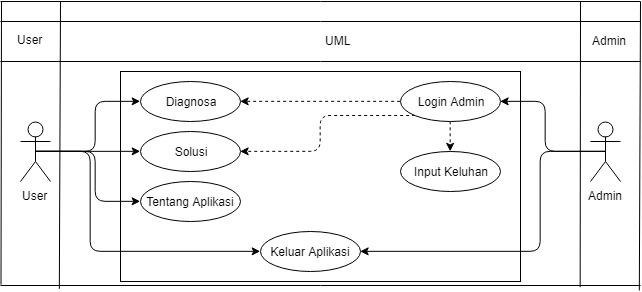 User
UML
Admin
Diagnosa
Login Admin
Solusi
Input Keluhan
User
Tentang Aplikasi
Admin
Keluar Aplikasi